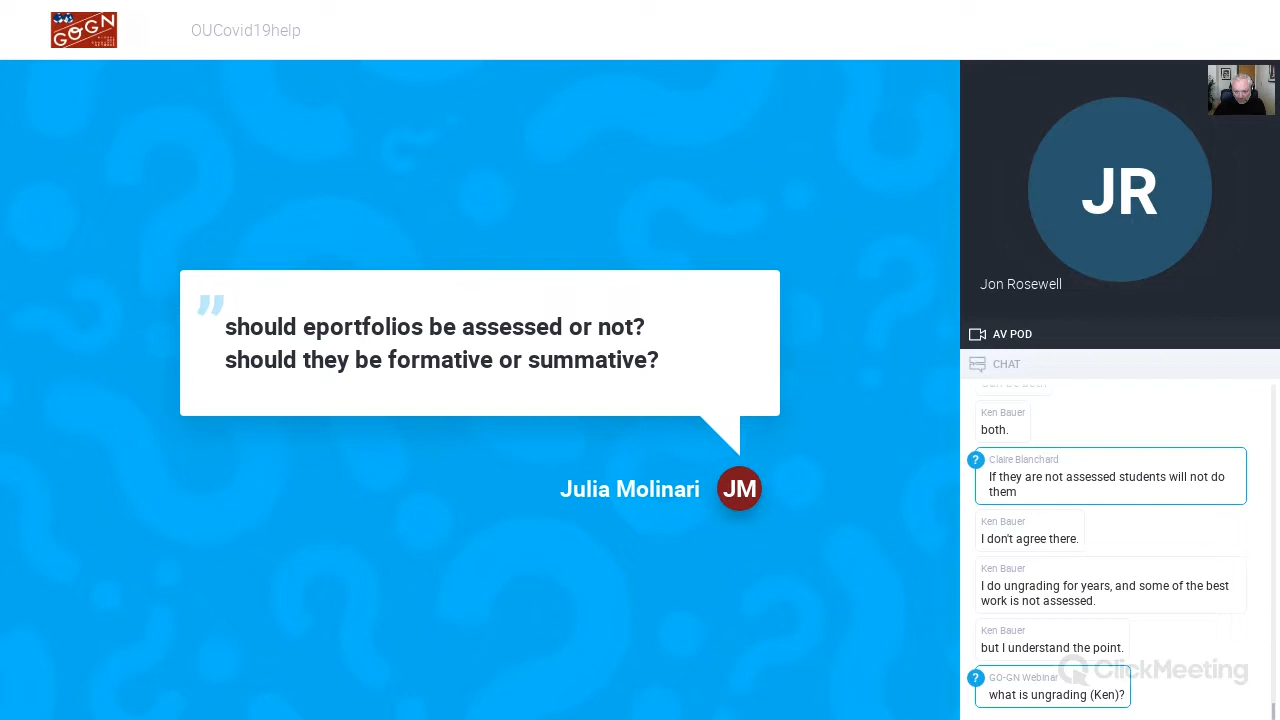 GO-GN
OUCovid19help
should eportfolios be assessed or not?
should they be formative or summative?
Julia Molinari
JM
JR
Jon Rosewell
AV POD
CHAT
Ken Bauer
both.
?
Claire Blanchard
If they are not assessed students will not do
them
Ken Bauer
I don't agree there.
Ken Bauer
I do ungrading for years, and some of the best
work is not assessed.
Ken Bauer
but I understand the point.
ClickMeeting
?
GO-GN Webinar
what is ungrading (Ken)?